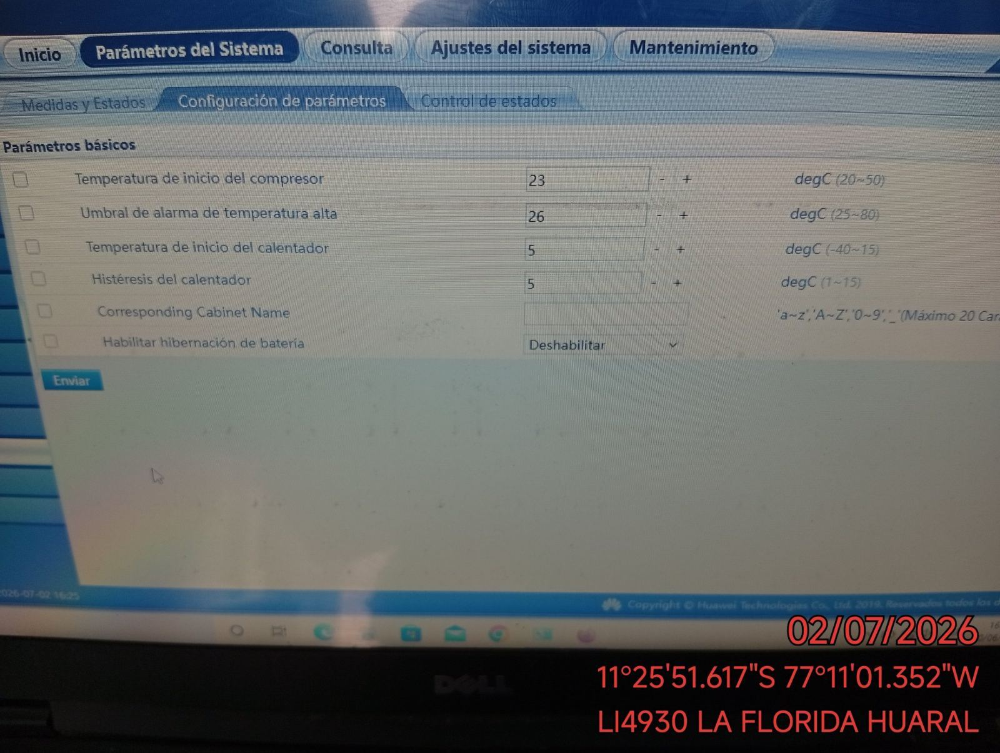 Inicio Parámetros del Sistema Consulta Ajustes del sistema Mantenimiento
Medidas y Estados Configuración de parámetros Control de estados
Parámetros básicos
Temperatura de inicio del compresor 23 - + degC (20~50)
Umbral de alarma de temperatura alta 26 - + degC (25~80)
Temperatura de inicio del calentador 5 - + degC (-40~15)
Histéresis del calentador 5 - + degC (1~15)
Corresponding Cabinet Name 'a~z','A~Z','0~9','_'(Máximo 20 Car
Habilitar hibernación de batería Deshabilitar
Enviar
026-07-02 16:25
Copyright © Huawei Technologies Co., Ltd. 2019. Reservados todos los d
02/07/2026
DELL
11°25'51.617"S 77°11'01.352"W
LI4930 LA FLORIDA HUARAL